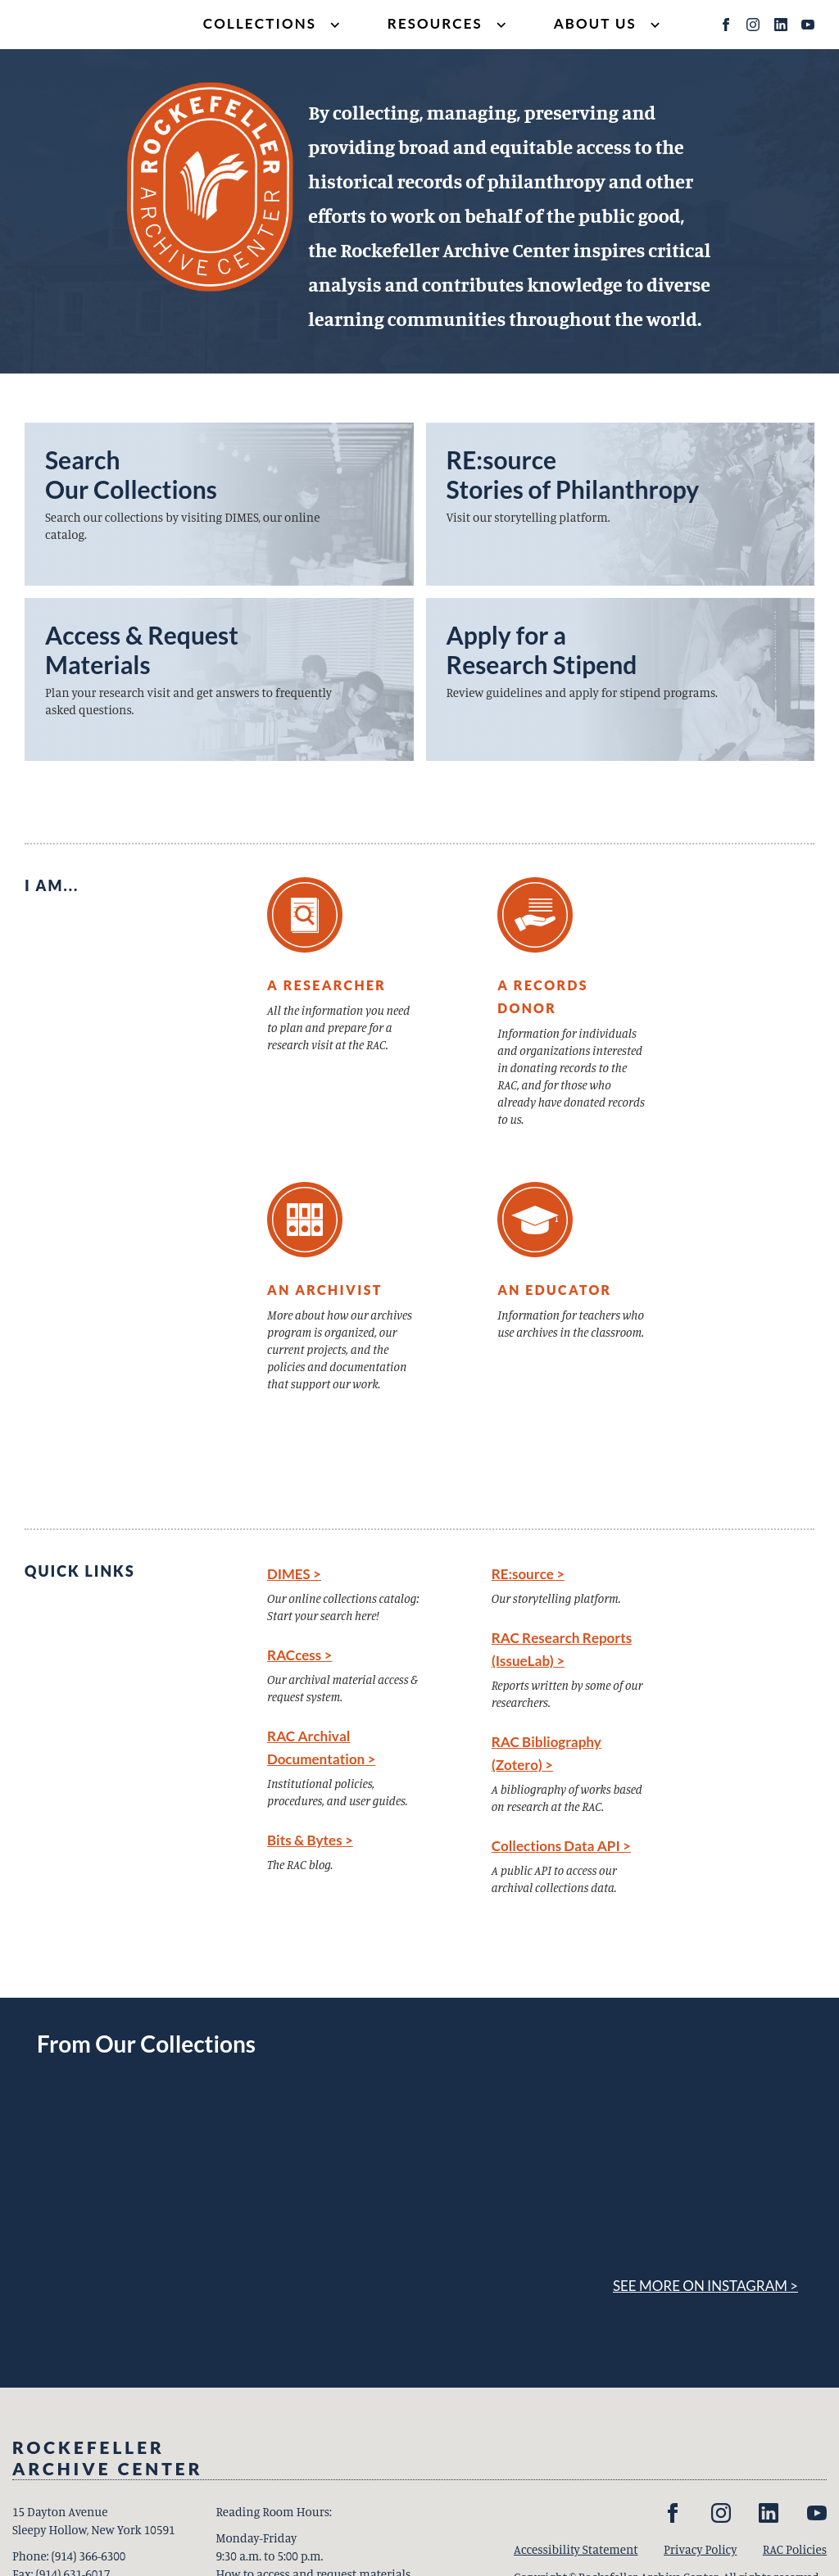 COLLECTIONS
RESOURCES
ABOUT US
ROCKEFELLER
ARCHIVE CENTER
By collecting, managing, preserving and
providing broad and equitable access to the
historical records of philanthropy and other
efforts to work on behalf of the public good,
the Rockefeller Archive Center inspires critical
analysis and contributes knowledge to diverse
learning communities throughout the world.
Search
Our Collections
Search our collections by visiting DIMES, our online
catalog.
RE:source
Stories of Philanthropy
Visit our storytelling platform.
Access & Request
Materials
Plan your research visit and get answers to frequently
asked questions.
Apply for a
Research Stipend
Review guidelines and apply for stipend programs.
I AM...
A RESEARCHER
All the information you need
to plan and prepare for a
research visit at the RAC.
A RECORDS
DONOR
Information for individuals
and organizations interested
in donating records to the
RAC, and for those who
already have donated records
to us.
AN ARCHIVIST
More about how our archives
program is organized, our
current projects, and the
policies and documentation
that support our work.
AN EDUCATOR
Information for teachers who
use archives in the classroom.
QUICK LINKS
DIMES >
Our online collections catalog:
Start your search here!
RACcess >
Our archival material access &
request system.
RAC Archival
Documentation >
Institutional policies,
procedures, and user guides.
Bits & Bytes >
The RAC blog.
RE:source >
Our storytelling platform.
RAC Research Reports
(IssueLab) >
Reports written by some of our
researchers.
RAC Bibliography
(Zotero) >
A bibliography of works based
on research at the RAC.
Collections Data API >
A public API to access our
archival collections data.
From Our Collections
SEE MORE ON INSTAGRAM >
ROCKEFELLER
ARCHIVE CENTER
15 Dayton Avenue
Sleepy Hollow, New York 10591
Phone: (914) 366-6300
Fax: (914) 631-6017
Reading Room Hours:
Monday-Friday
9:30 a.m. to 5:00 p.m.
How to access and request materials
Accessibility Statement
Privacy Policy
RAC Policies
Copyright © Rockefeller Archive Center. All rights reserved.